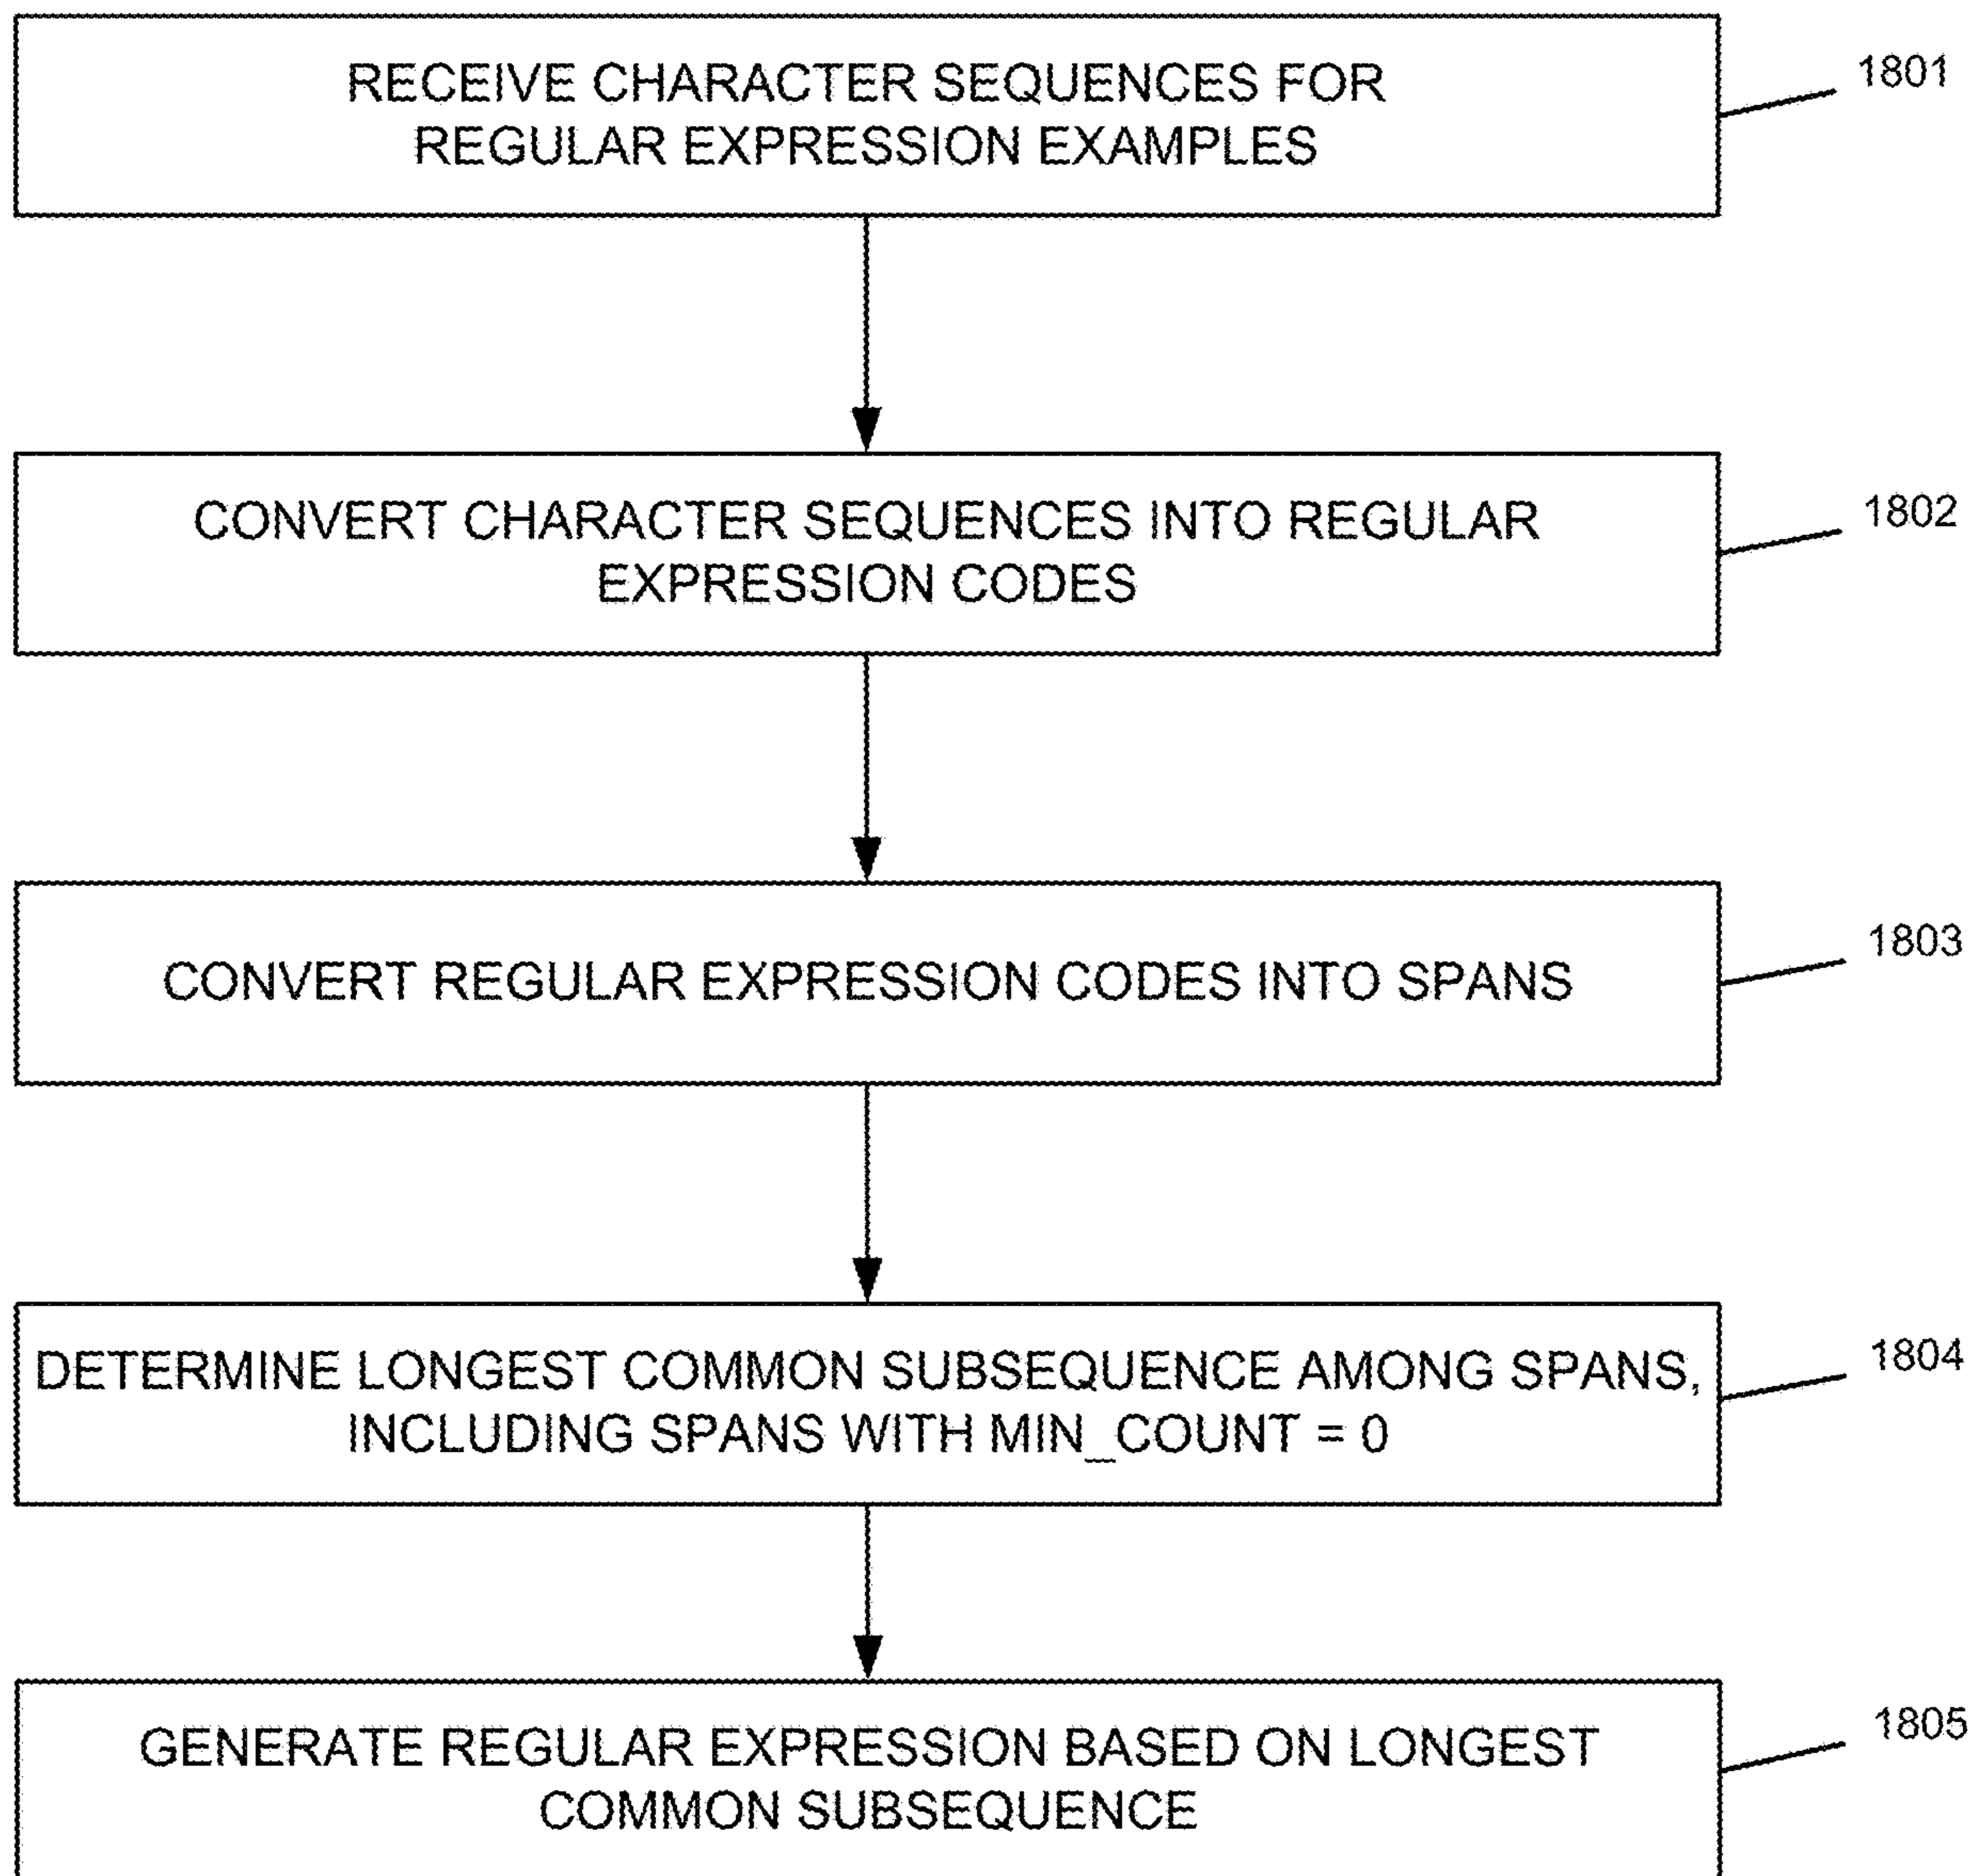 RECEIVE CHARACTER SEQUENCES FOR
REGULAR EXPRESSION EXAMPLES
1801
CONVERT CHARACTER SEQUENCES INTO REGULAR
EXPRESSION CODES
1802
CONVERT REGULAR EXPRESSION CODES INTO SPANS
1803
DETERMINE LONGEST COMMON SUBSEQUENCE AMONG SPANS,
INCLUDING SPANS WITH MIN_COUNT = 0
1804
GENERATE REGULAR EXPRESSION BASED ON LONGEST
COMMON SUBSEQUENCE
1805